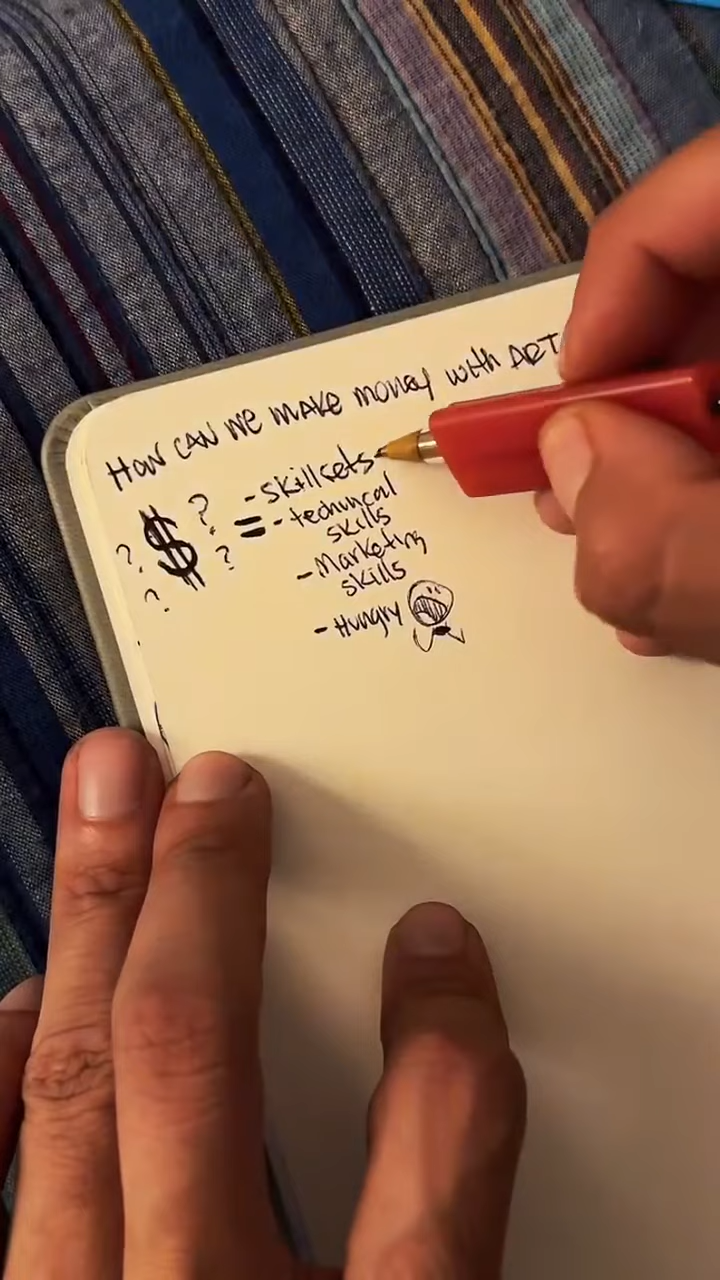 How CAN WE MAKE money with ART
? $ ? ? ? = - skillsets
- technical
skills
- Marketing
skills
- Hungry